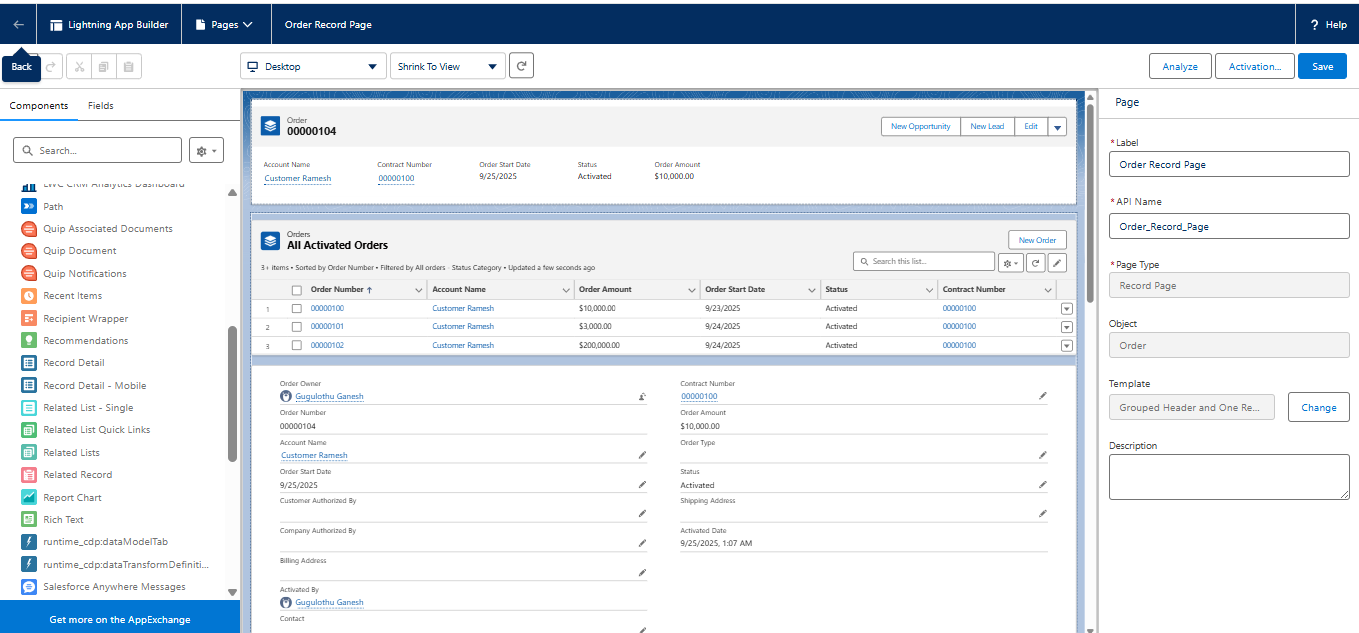 Lightning App Builder
Pages
Order Record Page
? Help
Back
Desktop
Shrink To View
Analyze
Activation...
Save
Components
Fields
Search...
LWC CRM Analytics Dashboard
Path
Quip Associated Documents
Quip Document
Quip Notifications
Recent Items
Recipient Wrapper
Recommendations
Record Detail
Record Detail - Mobile
Related List - Single
Related List Quick Links
Related Lists
Related Record
Report Chart
Rich Text
runtime_cdp:dataModelTab
runtime_cdp:dataTransformDefiniti...
Salesforce Anywhere Messages
Get more on the AppExchange
Order
00000104
New Opportunity
New Lead
Edit
Account Name Contract Number Order Start Date Status Order Amount
Customer Ramesh 00000100 9/25/2025 Activated $10,000.00
Orders
All Activated Orders
New Order
3+ items • Sorted by Order Number • Filtered by All orders · Status Category • Updated a few seconds ago
Search this list...
Order Number ↑ Account Name Order Amount Order Start Date Status Contract Number
1 00000100 Customer Ramesh $10,000.00 9/23/2025 Activated 00000100
2 00000101 Customer Ramesh $3,000.00 9/24/2025 Activated 00000100
3 00000102 Customer Ramesh $200,000.00 9/24/2025 Activated 00000100
Order Owner
Gugulothu Ganesh
Order Number
00000104
Account Name
Customer Ramesh
Order Start Date
9/25/2025
Customer Authorized By
Company Authorized By
Billing Address
Activated By
Gugulothu Ganesh
Contact
Contract Number
00000100
Order Amount
$10,000.00
Order Type
Status
Activated
Shipping Address
Activated Date
9/25/2025, 1:07 AM
Page
*Label
Order Record Page
*API Name
Order_Record_Page
*Page Type
Record Page
Object
Order
Template
Grouped Header and One Re...
Change
Description